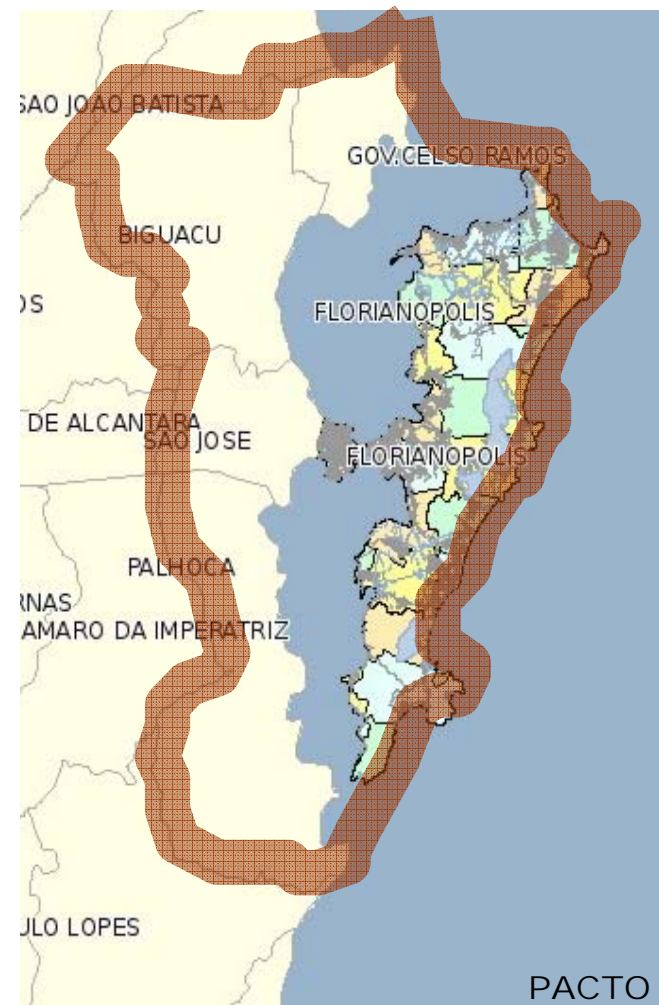 SAO JOAO BATISTA
GOV.CELSO RAMOS
BIGUACU
OS
FLORIANOPOLIS
DE ALCANTARA
SAO JOSE
FLORIANOPOLIS
PALHOCA
RNAS
AMARO DA IMPERATRIZ
ULO LOPES
PACTO